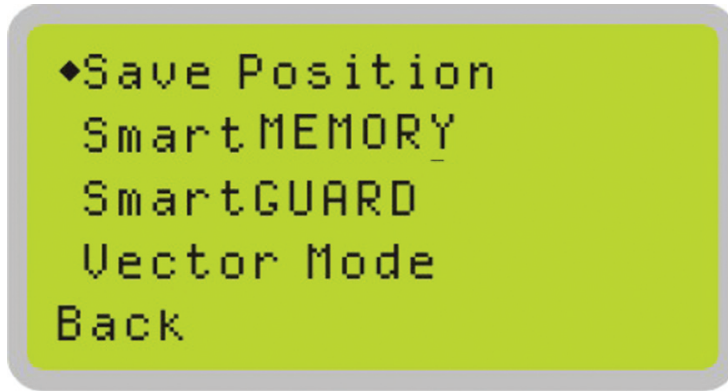 ◆Save Position
SmartMEMORY
SmartGUARD
Vector Mode
Back